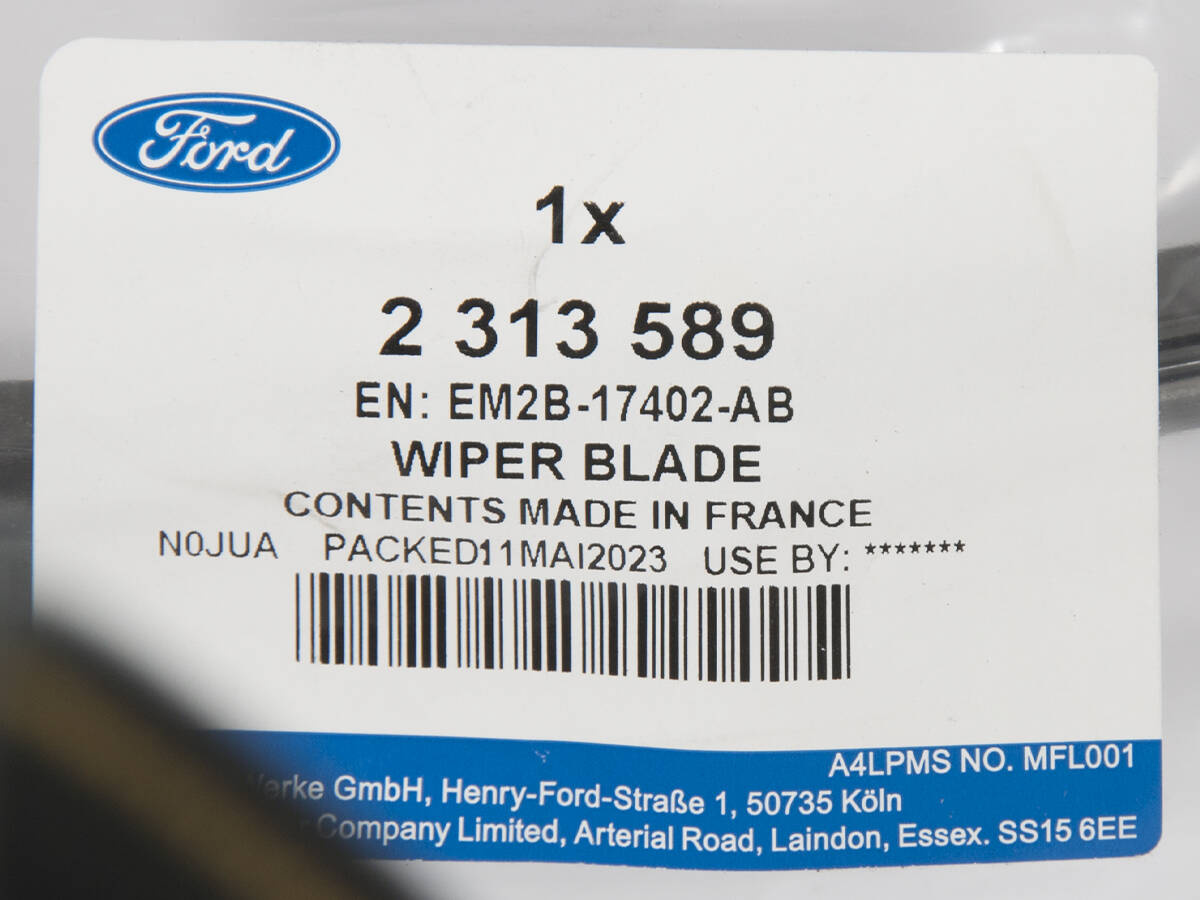 Ford
1x
2 313 589
EN: EM2B-17402-AB
WIPER BLADE
CONTENTS MADE IN FRANCE
N0JUA PACKED11MAI2023 USE BY: *******
A4LPMS NO. MFL001
GmbH, Henry-Ford-Straße 1, 50735 Köln
Company Limited, Arterial Road, Laindon, Essex. SS15 6EE